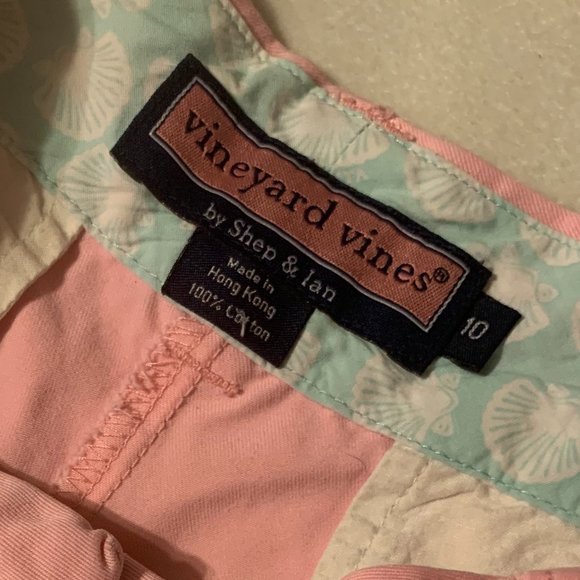 vineyard vines®
by Shep & Ian
10
Made in
Hong Kong
100% Cotton